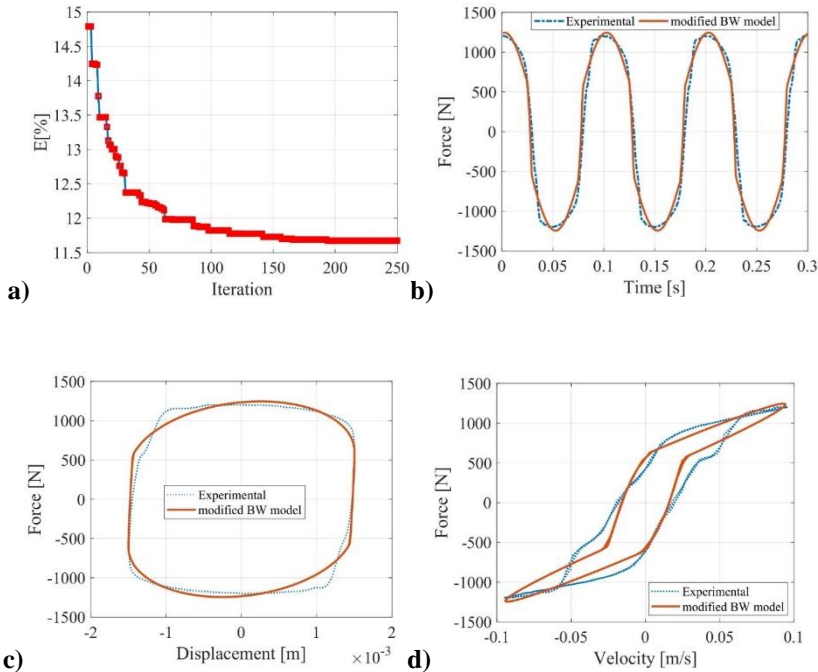 15
14.5
14
13.5
13
12.5
12
11.5
E[%]
0 50 100 150 200 250
Iteration
a)
1500
1000
500
0
-500
-1000
-1500
Force [N]
Experimental modified BW model
0 0.05 0.1 0.15 0.2 0.25 0.3
Time [s]
b)
1500
1000
500
0
-500
-1000
-1500
Force [N]
Experimental
modified BW model
-2 -1 0 1 2
Displacement [m] ×10⁻³
c)
1500
1000
500
0
-500
-1000
-1500
Force [N]
Experimental
modified BW model
-0.1 -0.05 0 0.05 0.1
Velocity [m/s]
d)